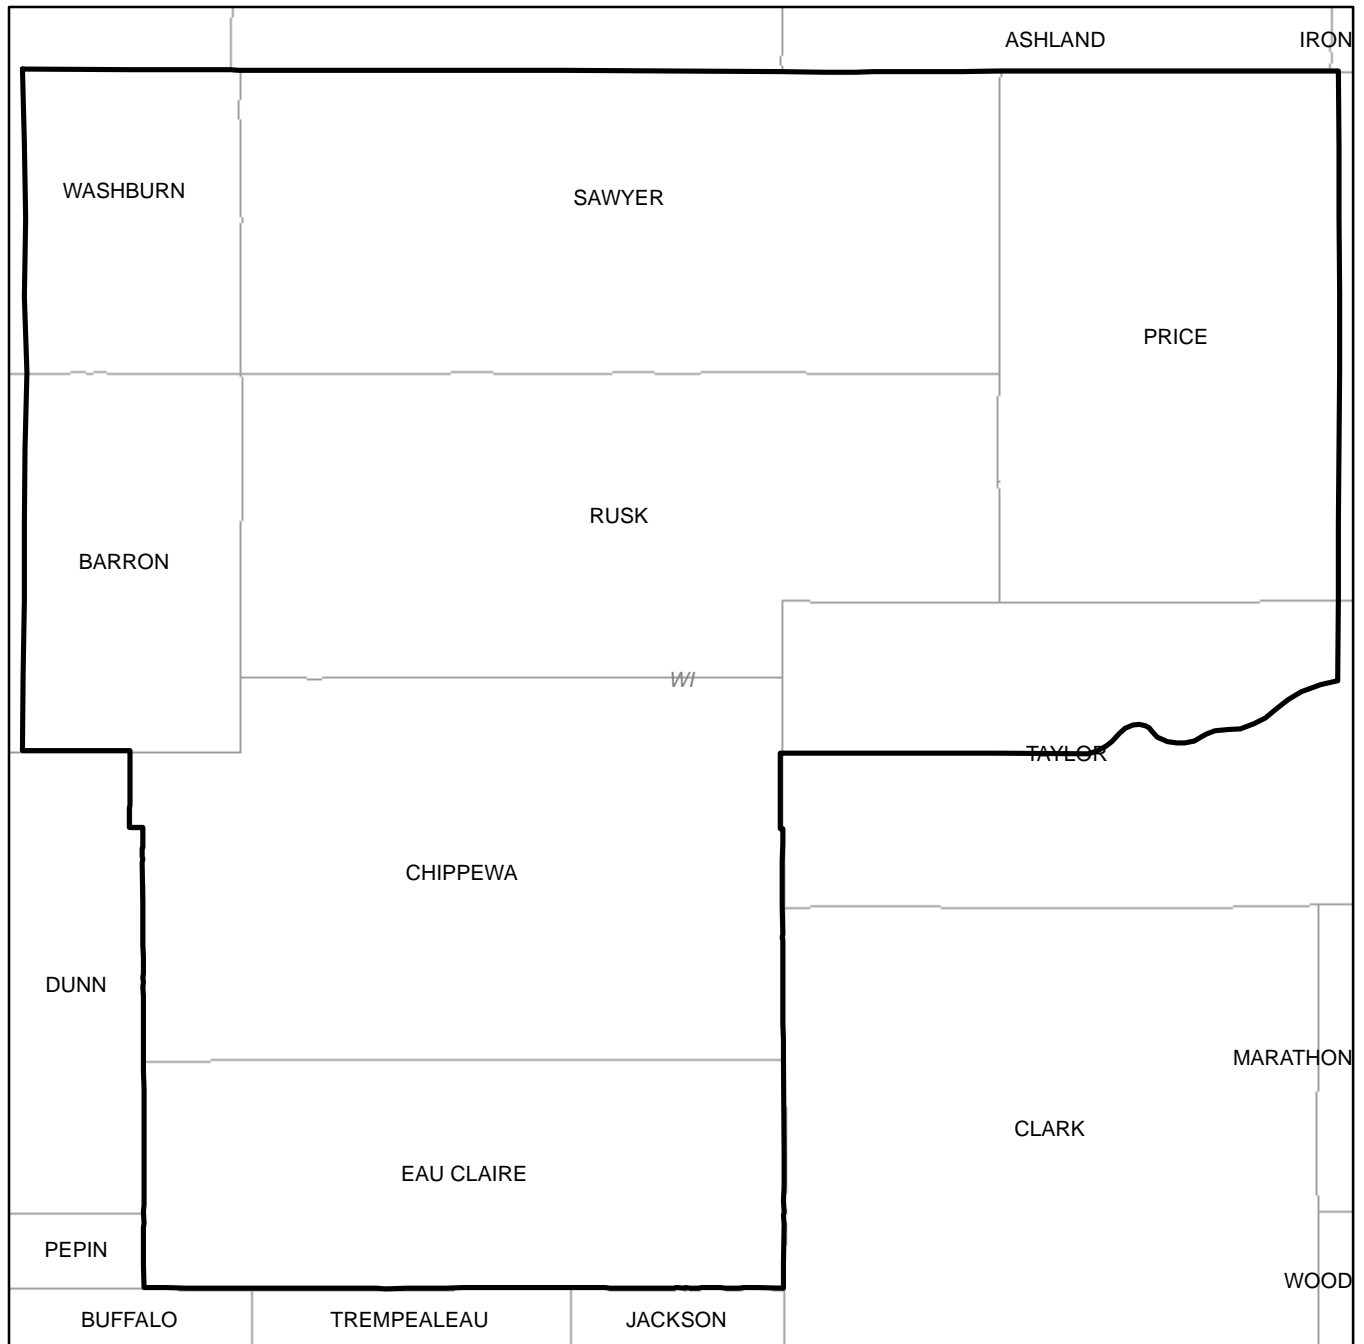 ASHLAND
IRON
WASHBURN
SAWYER
PRICE
RUSK
BARRON
WI
TAYLOR
CHIPPEWA
DUNN
MARATHON
CLARK
EAU CLAIRE
PEPIN
WOOD
BUFFALO
TREMPEALEAU
JACKSON